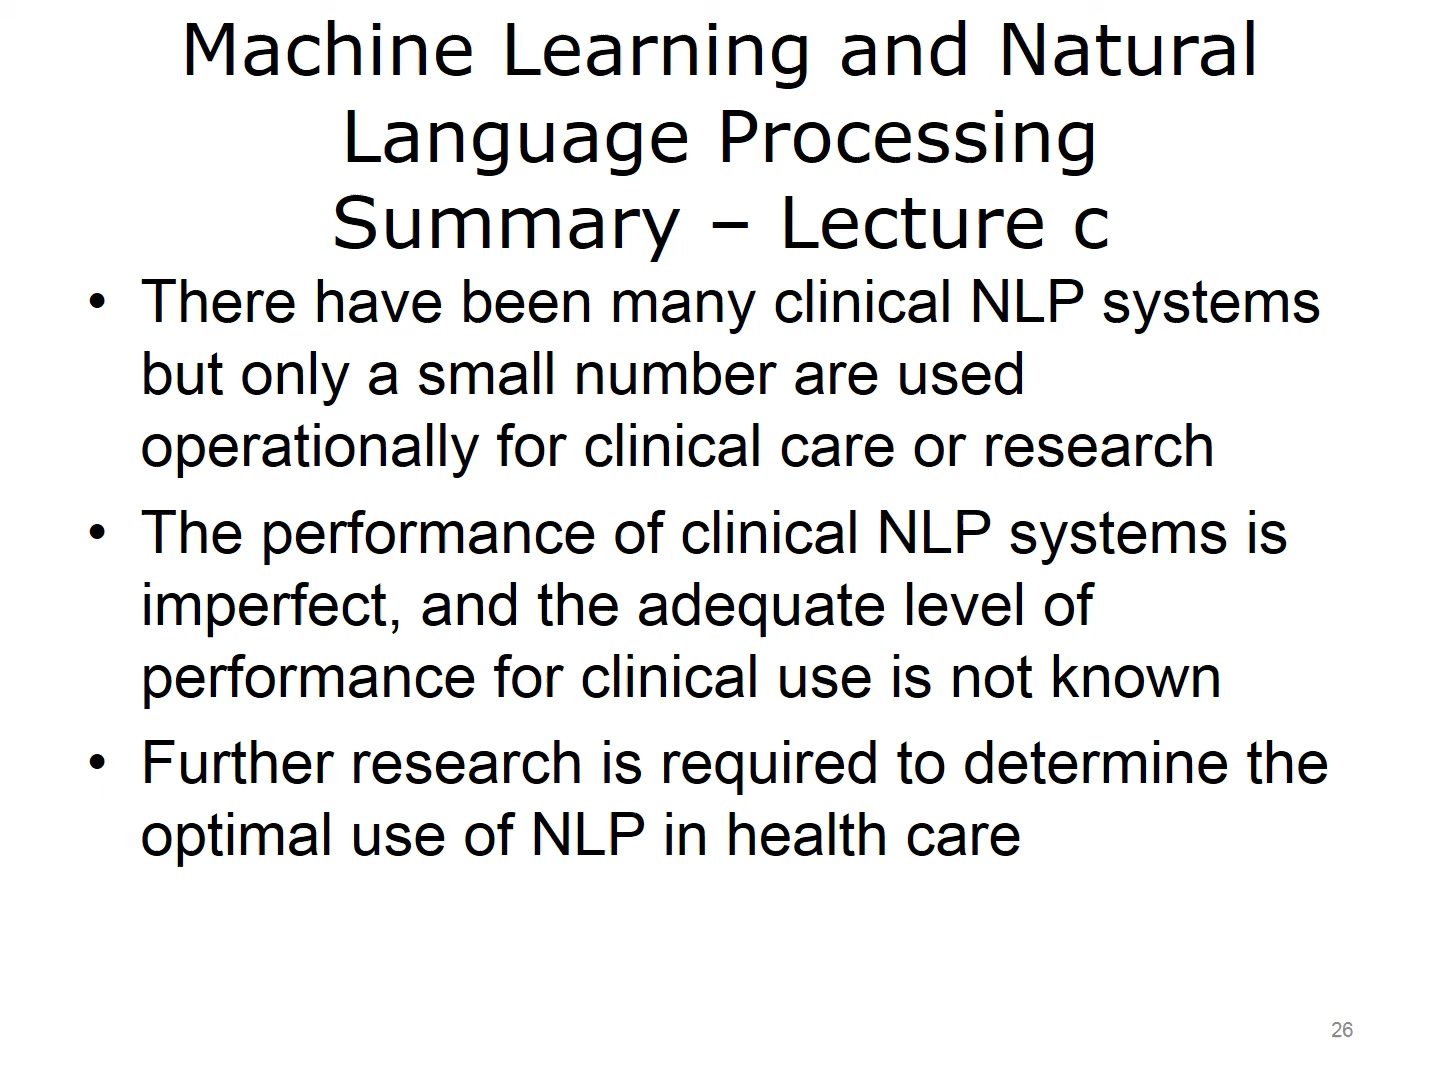 Machine Learning and Natural
Language Processing
Summary – Lecture c
• There have been many clinical NLP systems
but only a small number are used
operationally for clinical care or research
• The performance of clinical NLP systems is
imperfect, and the adequate level of
performance for clinical use is not known
• Further research is required to determine the
optimal use of NLP in health care
26